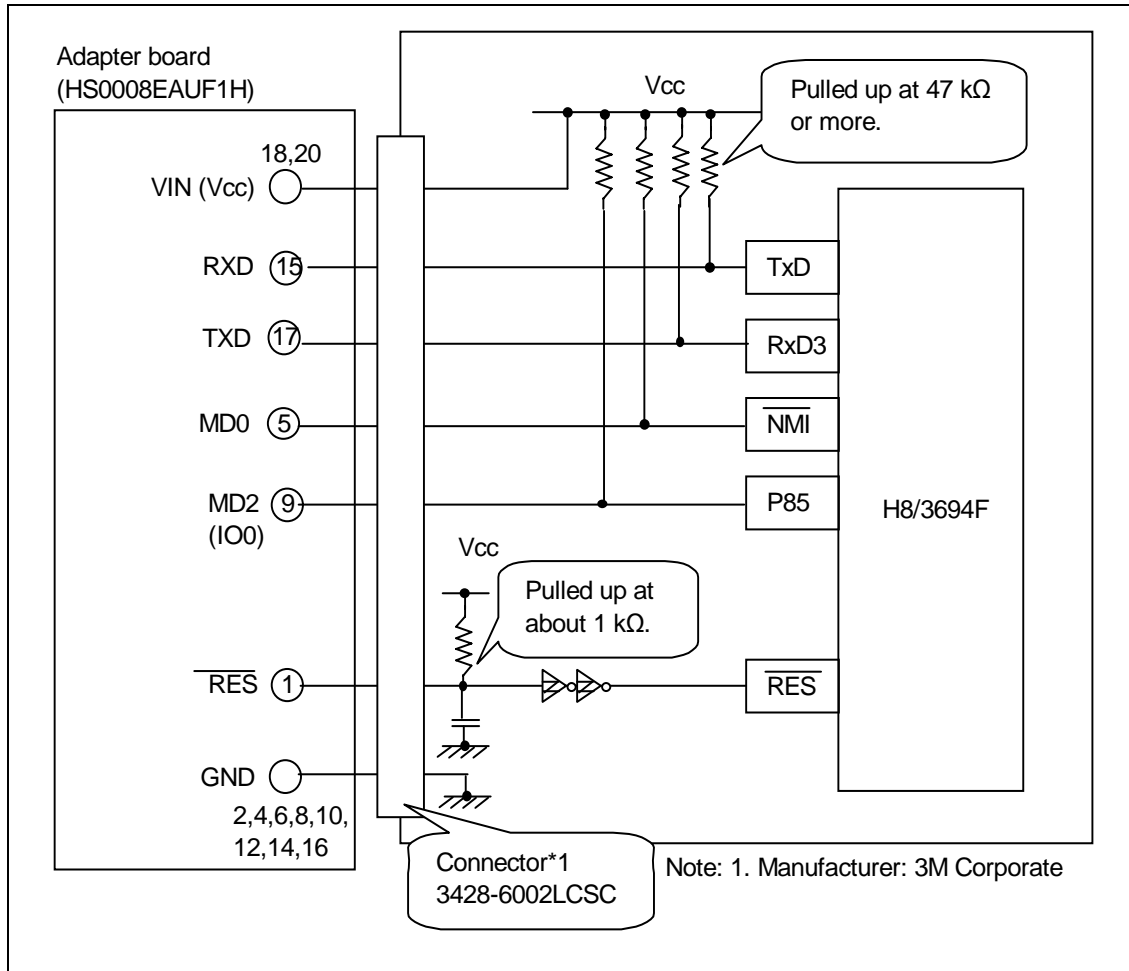 Adapter board
(HS0008EAUF1H)
Vcc
Pulled up at 47 kΩ
or more.
18,20
VIN (Vcc)
RXD 15
TxD
TXD 17
RxD3
MD0 5
NMI
MD2 9
(IO0)
P85
H8/3694F
Vcc
Pulled up at
about 1 kΩ.
RES 1
RES
GND
2,4,6,8,10,
12,14,16
Connector*1
3428-6002LCSC
Note: 1. Manufacturer: 3M Corporate